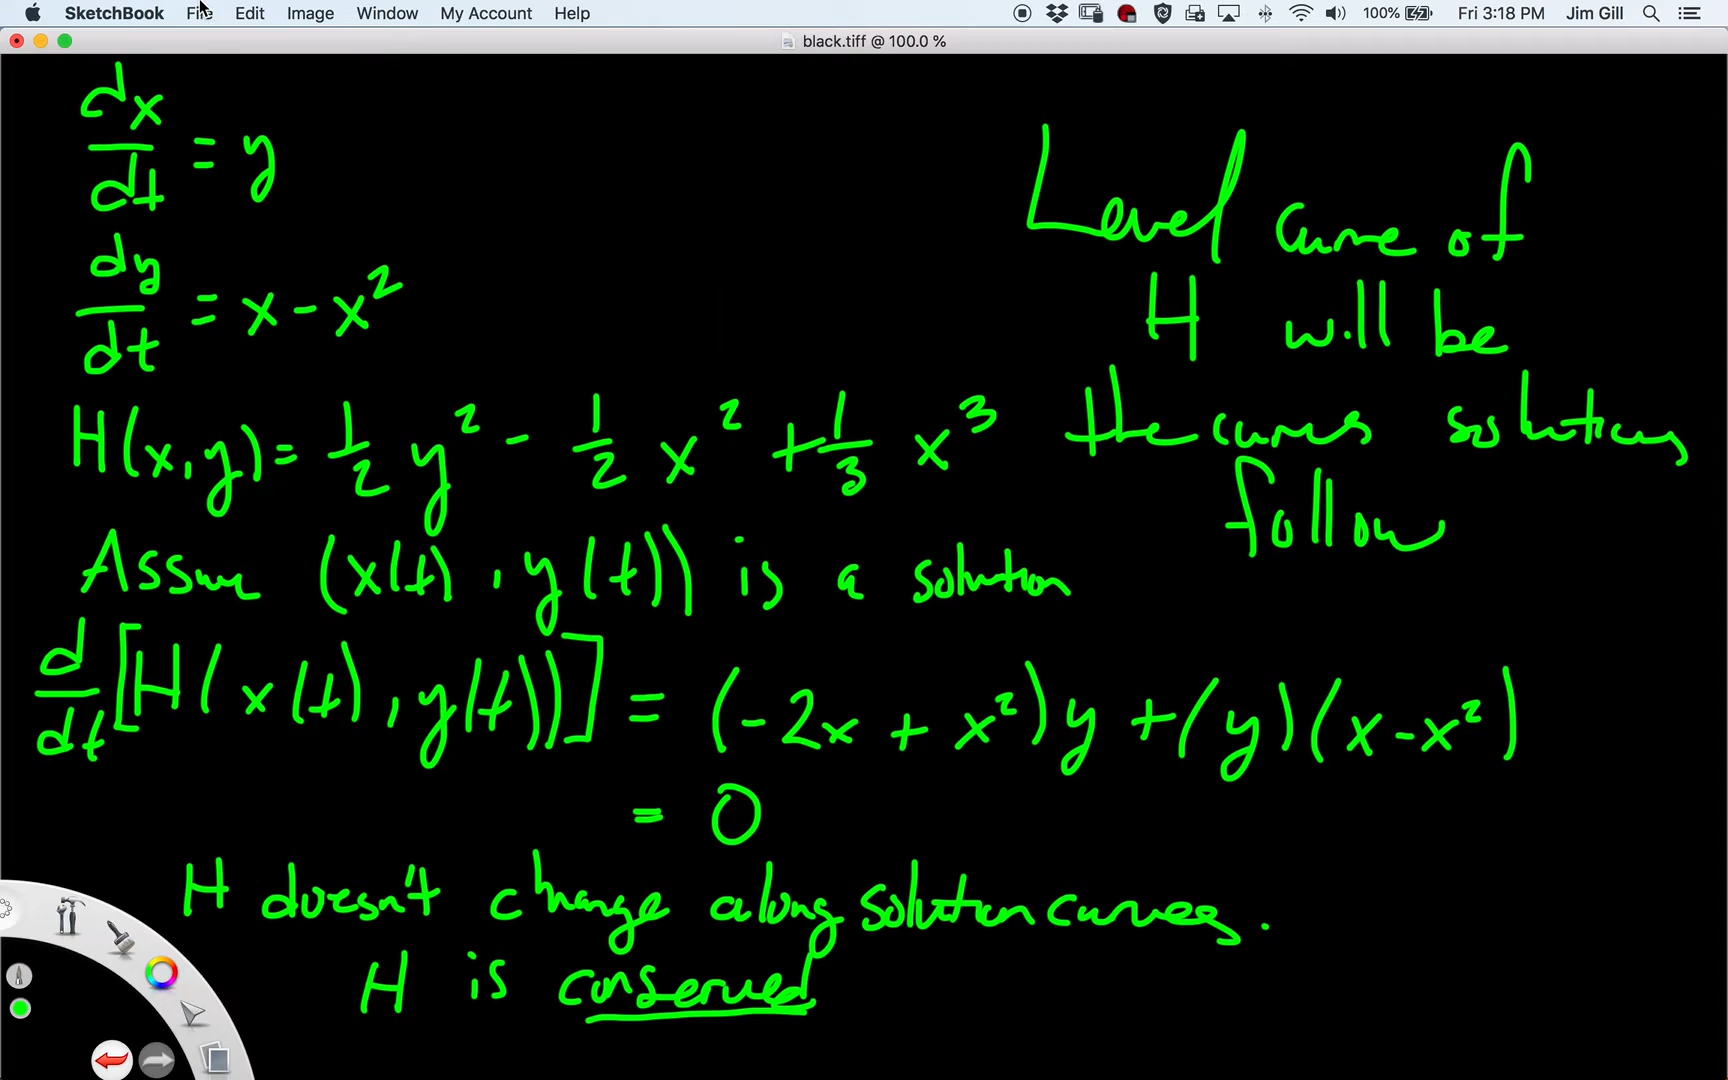 SketchBook File Edit Image Window My Account Help 100% Fri 3:18 PM Jim Gill
black.tiff @ 100.0 %
dx/dt = y
dy/dt = x - x²
H(x,y) = 1/2 y² - 1/2 x² + 1/3 x³
Assume (x(t), y(t)) is a solution
d/dt [H(x(t), y(t))] = (-2x + x²)y + (y)(x-x²)
= 0
H doesn't change along solution curves.
H is conserved
Level curve of
H will be
the curves solutions
follow